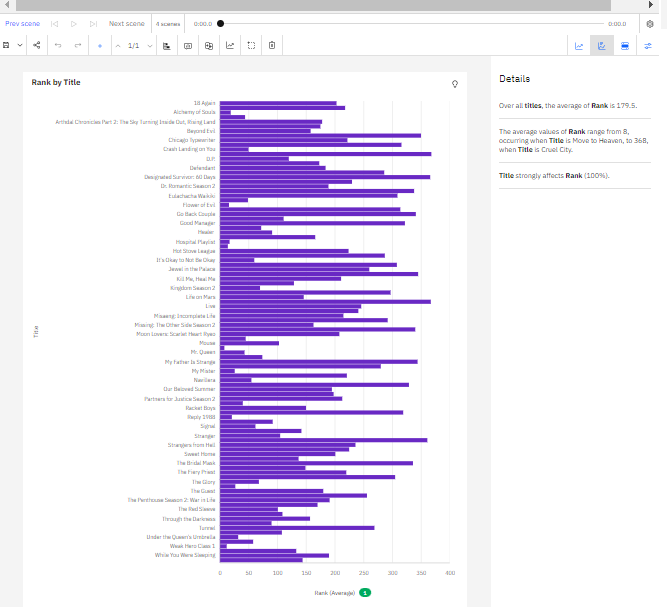 Prev scene
Next scene
4 scenes
0:00.0
0:00.0
1/1
Rank by Title
Title
18 Again
Alchemy of Souls
Arthdal Chronicles Part 2: The Sky Turning Inside Out, Rising Land
Beyond Evil
Chicago Typewriter
Crash Landing on You
D.P.
Defendant
Designated Survivor: 60 Days
Dr. Romantic Season 2
Eulachacha Waikiki
Flower of Evil
Go Back Couple
Good Manager
Healer
Hospital Playlist
Hot Stove League
It's Okay to Not Be Okay
Jewel in the Palace
Kill Me, Heal Me
Kingdom Season 2
Life on Mars
Live
Misaeng: Incomplete Life
Missing: The Other Side Season 2
Moon Lovers: Scarlet Heart Ryeo
Mouse
Mr. Queen
My Father Is Strange
My Mister
Navillera
Our Beloved Summer
Partners for Justice Season 2
Racket Boys
Reply 1988
Signal
Stranger
Strangers from Hell
Sweet Home
The Bridal Mask
The Fiery Priest
The Glory
The Guest
The Penthouse Season 2: War in Life
The Red Sleeve
Through the Darkness
Tunnel
Under the Queen's Umbrella
Weak Hero Class 1
While You Were Sleeping
0 50 100 150 200 250 300 350 400
Rank (Average) 1
Details
Over all titles, the average of Rank is 179.5.
The average values of Rank range from 8,
occurring when Title is Move to Heaven, to 368,
when Title is Cruel City.
Title strongly affects Rank (100%).